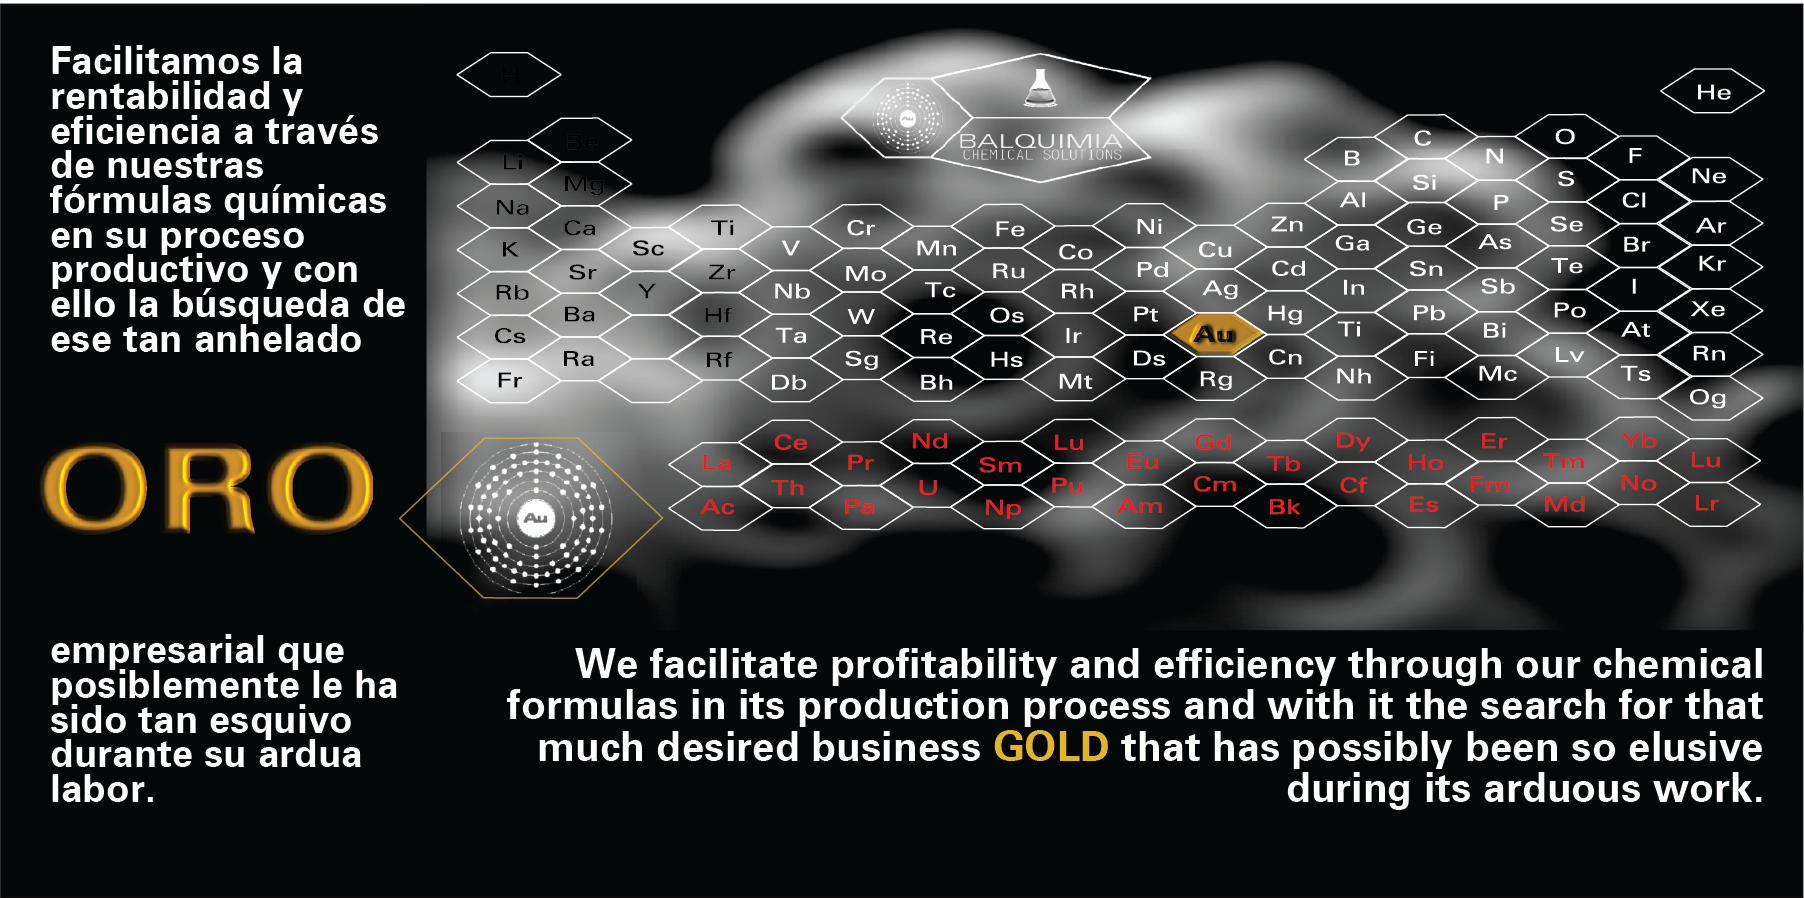 Facilitamos la
rentabilidad y
eficiencia a través
de nuestras
fórmulas químicas
en su proceso
productivo y con
ello la búsqueda de
ese tan anhelado
ORO
empresarial que
posiblemente le ha
sido tan esquivo
durante su ardua
labor.
Au
BALQUIMIA
CHEMICAL SOLUTIONS
H
He
Li
Be
B
C
N
O
F
Ne
Na
Mg
Al
Si
P
S
Cl
Ar
K
Ca
Sc
Ti
V
Cr
Mn
Fe
Co
Ni
Cu
Zn
Ga
Ge
As
Se
Br
Kr
Rb
Sr
Y
Zr
Nb
Mo
Tc
Ru
Rh
Pd
Ag
Cd
In
Sn
Sb
Te
I
Xe
Cs
Ba
Hf
Ta
W
Re
Os
Ir
Pt
Au
Hg
Ti
Pb
Bi
Po
At
Rn
Fr
Ra
Rf
Db
Sg
Bh
Hs
Mt
Ds
Rg
Cn
Nh
Fi
Mc
Lv
Ts
Og
La
Ce
Pr
Nd
Sm
Lu
Eu
Gd
Tb
Dy
Ho
Er
Tm
Yb
Lu
Ac
Th
Pa
U
Np
Pu
Am
Cm
Bk
Cf
Es
Fm
Md
No
Lr
Au
We facilitate profitability and efficiency through our chemical
formulas in its production process and with it the search for that
much desired business GOLD that has possibly been so elusive
during its arduous work.